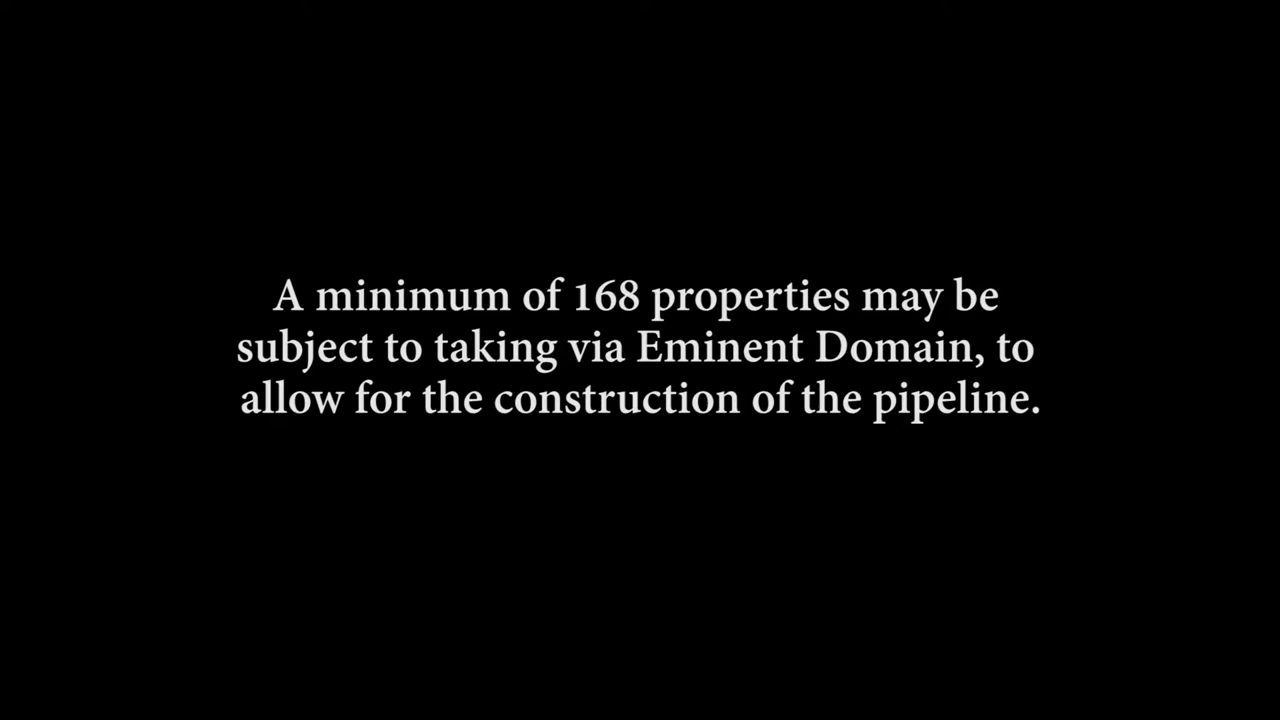 A minimum of 168 properties may be
subject to taking via Eminent Domain, to
allow for the construction of the pipeline.